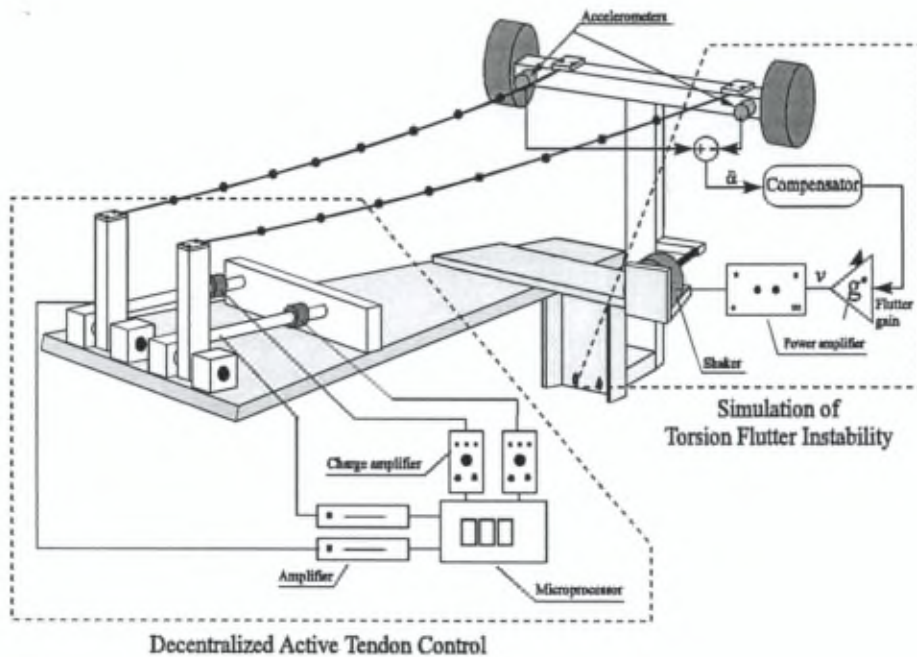 Accelerometers
+ -
α̈
Compensator
ν
g*
Flutter
gain
Power amplifier
Shaker
Simulation of
Torsion Flutter Instability
Charge amplifier
Amplifier
Microprocessor
Decentralized Active Tendon Control